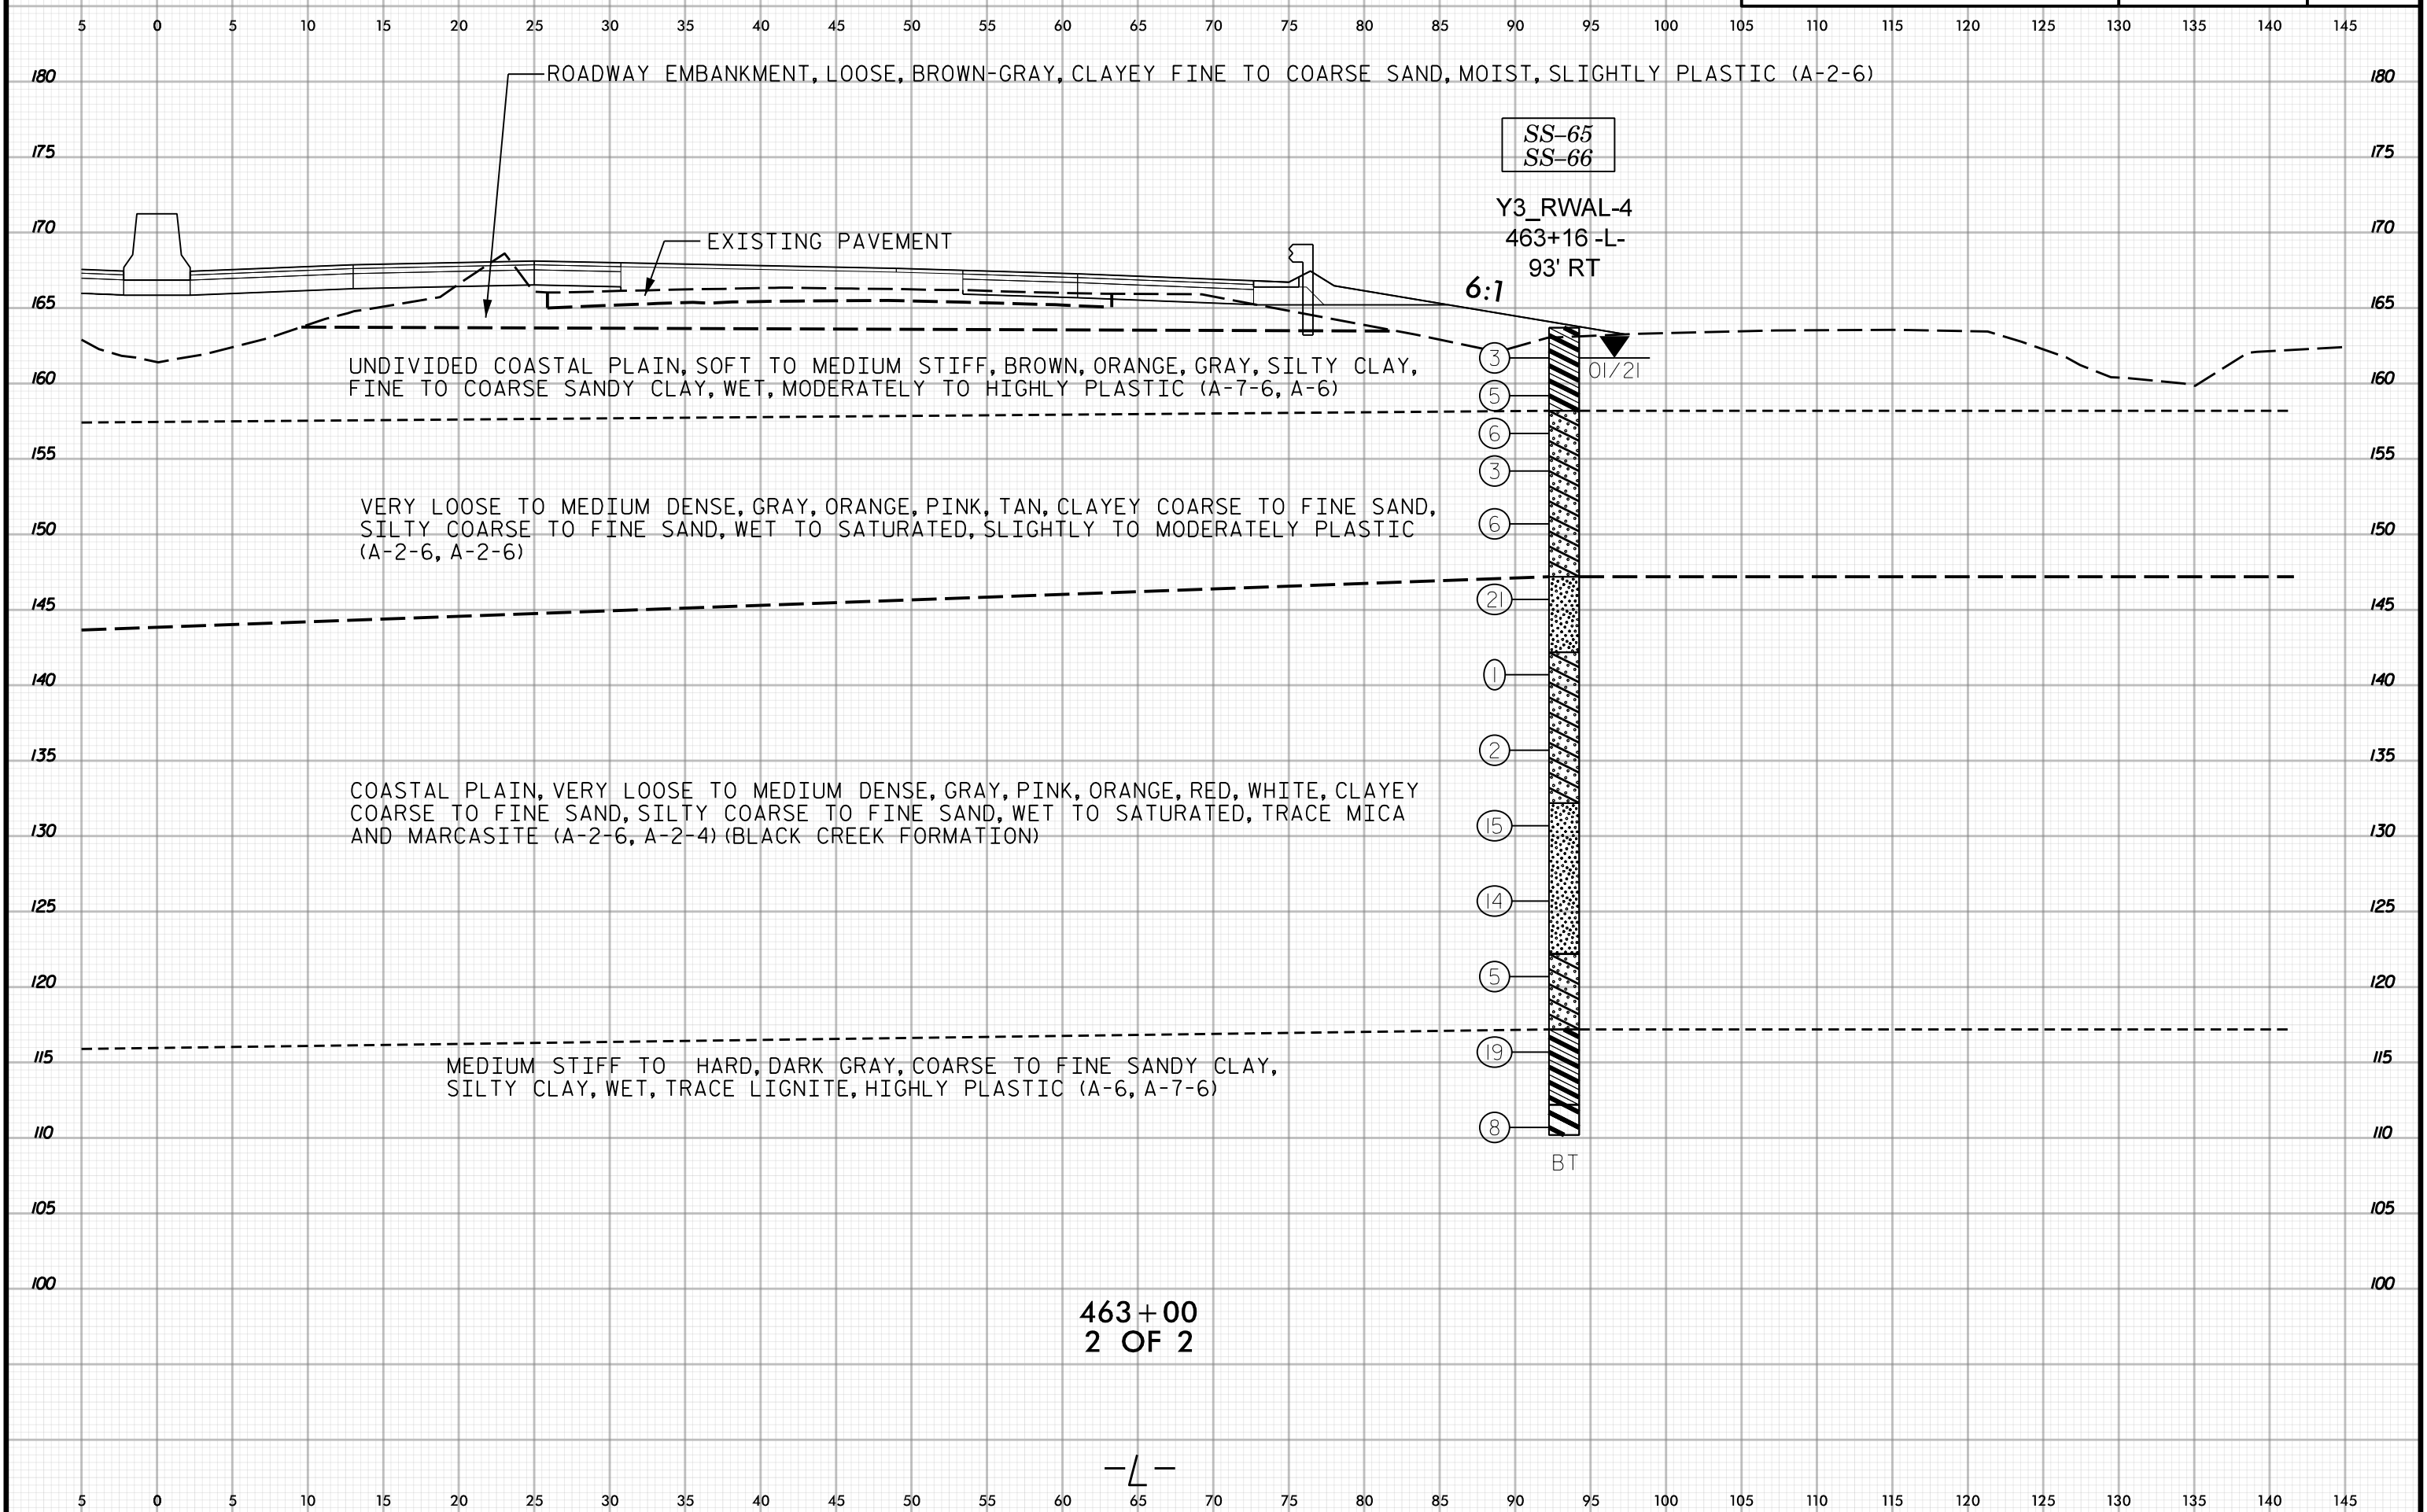 5 0 5 10 15 20 25 30 35 40 45 50 55 60 65 70 75 80 85 90 95 100 105 110 115 120 125 130 135 140 145
180 180
ROADWAY EMBANKMENT, LOOSE, BROWN-GRAY, CLAYEY FINE TO COARSE SAND, MOIST, SLIGHTLY PLASTIC (A-2-6)
SS-65
SS-66
175 175
Y3_RWAL-4
463+16 -L-
93' RT
170 170
EXISTING PAVEMENT
6:1
165 165
UNDIVIDED COASTAL PLAIN, SOFT TO MEDIUM STIFF, BROWN, ORANGE, GRAY, SILTY CLAY,
FINE TO COARSE SANDY CLAY, WET, MODERATELY TO HIGHLY PLASTIC (A-7-6, A-6)
3
01/21
160 160
5
6
155 155
3
VERY LOOSE TO MEDIUM DENSE, GRAY, ORANGE, PINK, TAN, CLAYEY COARSE TO FINE SAND,
SILTY COARSE TO FINE SAND, WET TO SATURATED, SLIGHTLY TO MODERATELY PLASTIC
(A-2-6, A-2-6)
6
150 150
21
145 145
1
140 140
2
135 135
COASTAL PLAIN, VERY LOOSE TO MEDIUM DENSE, GRAY, PINK, ORANGE, RED, WHITE, CLAYEY
COARSE TO FINE SAND, SILTY COARSE TO FINE SAND, WET TO SATURATED, TRACE MICA
AND MARCASITE (A-2-6, A-2-4) (BLACK CREEK FORMATION)
15
130 130
14
125 125
5
120 120
19
115 115
MEDIUM STIFF TO HARD, DARK GRAY, COARSE TO FINE SANDY CLAY,
SILTY CLAY, WET, TRACE LIGNITE, HIGHLY PLASTIC (A-6, A-7-6)
8
110 110
BT
105 105
100 100
463+00
2 OF 2
-L-
5 0 5 10 15 20 25 30 35 40 45 50 55 60 65 70 75 80 85 90 95 100 105 110 115 120 125 130 135 140 145